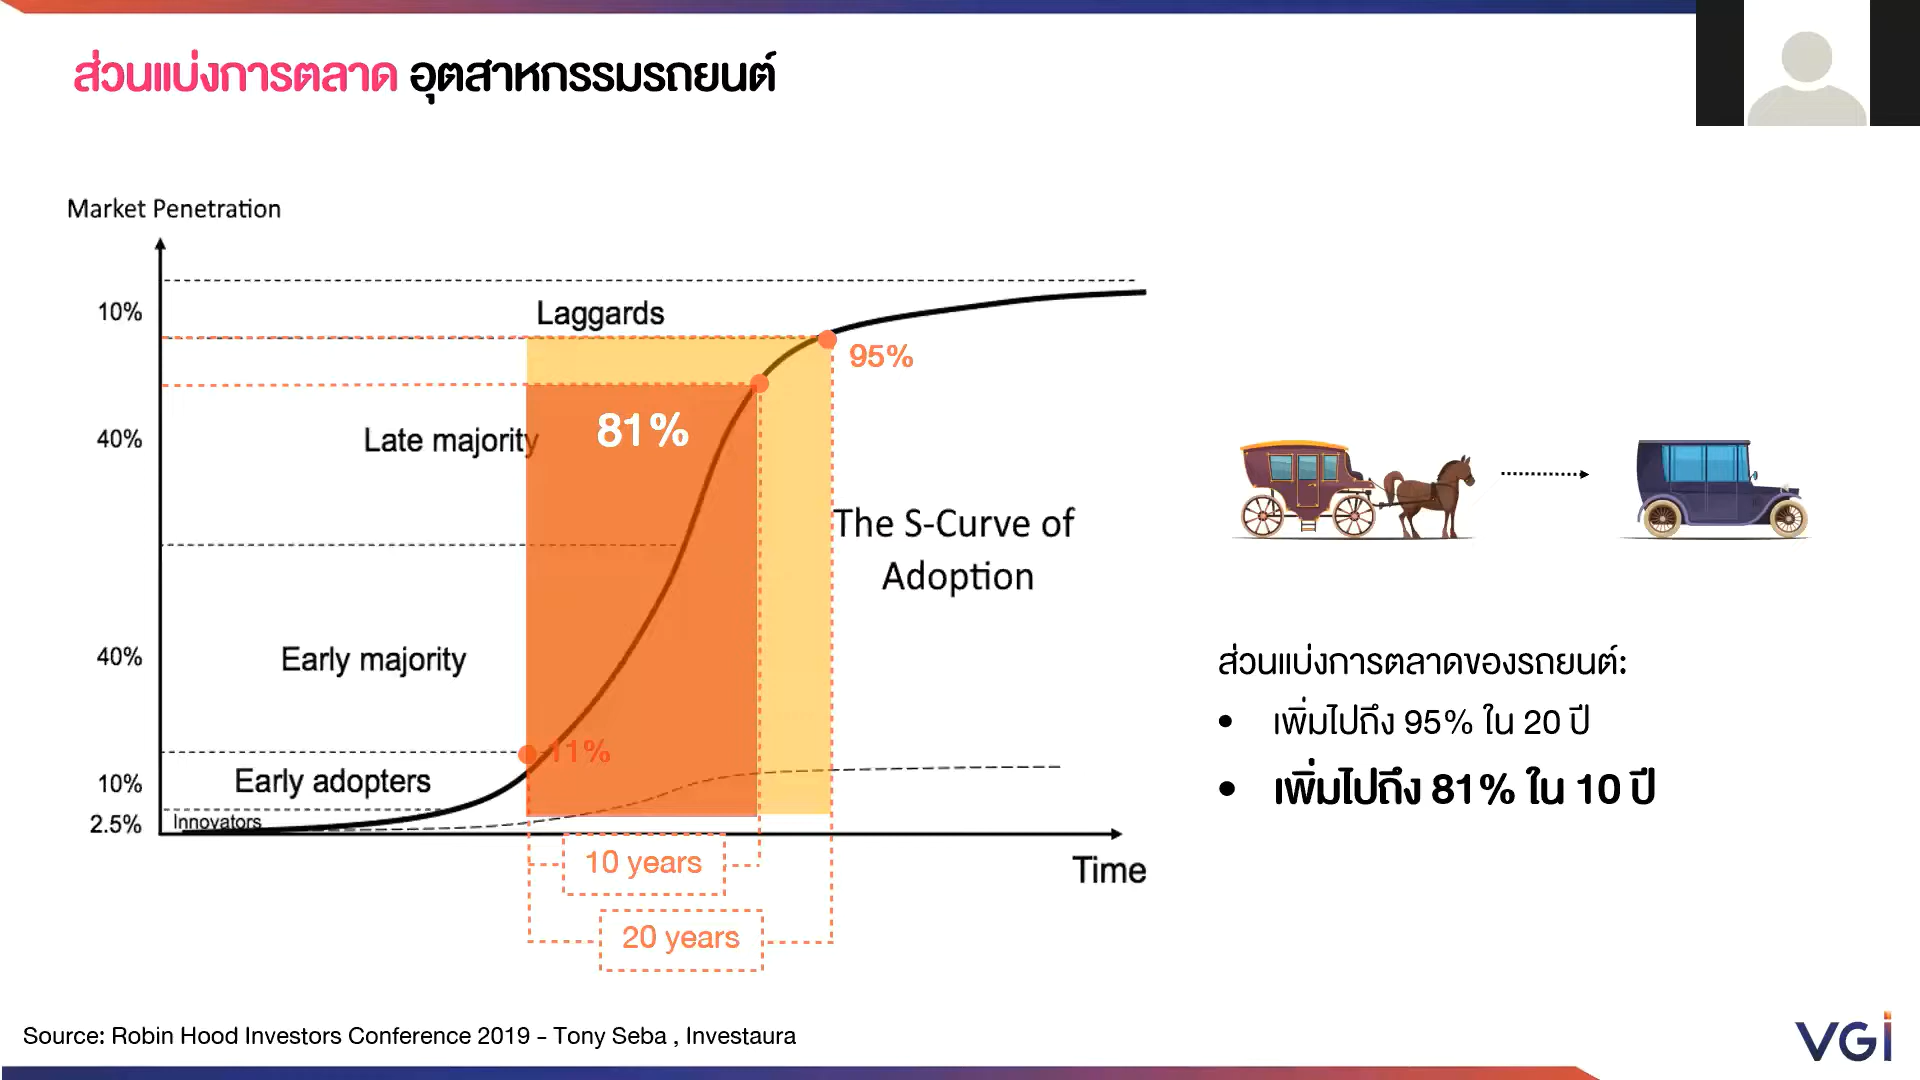 ส่วนแบ่งการตลาด อุตสาหกรรมรถยนต์
Market Penetration
10%
Laggards
95%
81%
40%
Late majority
The S-Curve of
Adoption
40%
Early majority
11%
10%
Early adopters
2.5%
Innovators
10 years
Time
20 years
ส่วนแบ่งการตลาดของรถยนต์:
• เพิ่มไปถึง 95% ใน 20 ปี
• เพิ่มไปถึง 81% ใน 10 ปี
Source: Robin Hood Investors Conference 2019 - Tony Seba , Investaura
VGI